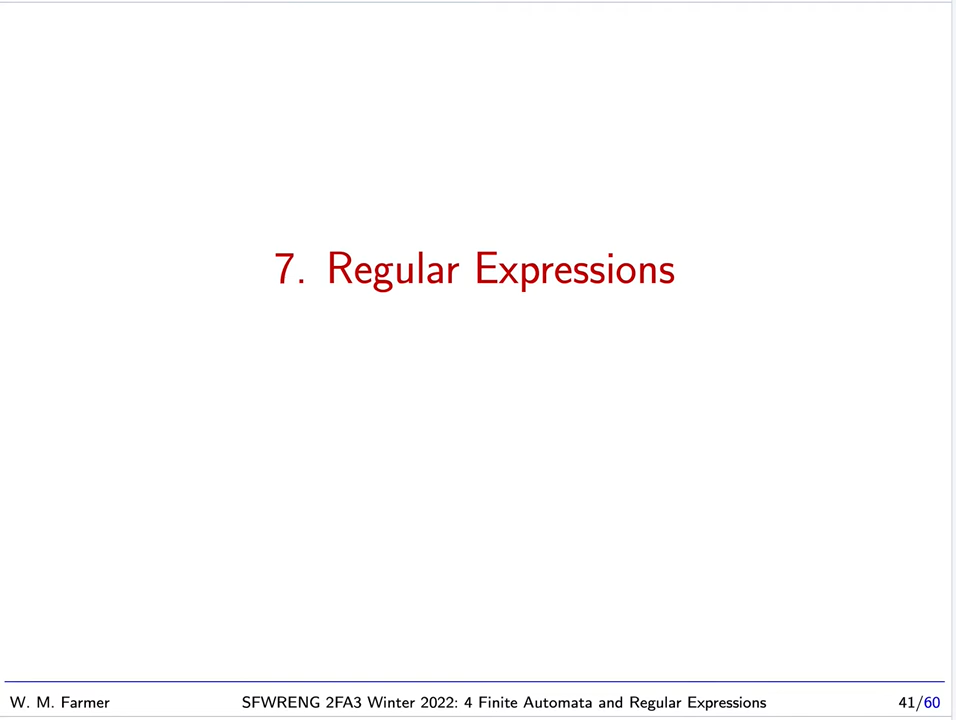 7. Regular Expressions
W. M. Farmer SFWRENG 2FA3 Winter 2022: 4 Finite Automata and Regular Expressions 41/60